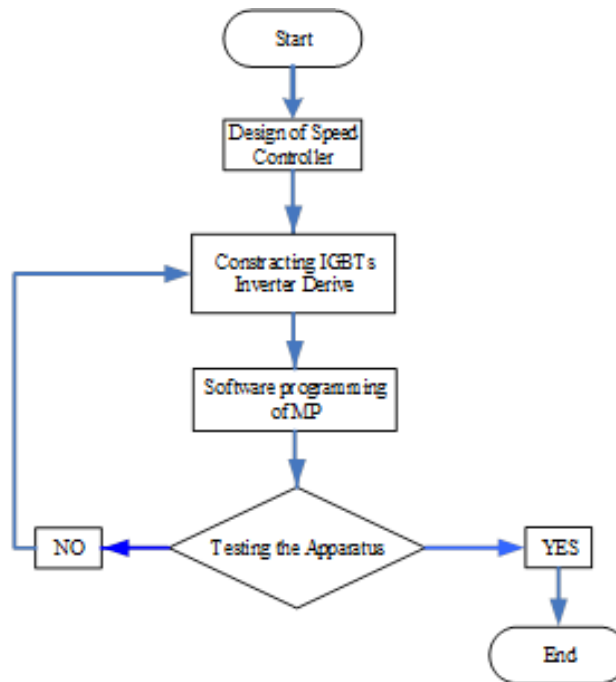 Start
Design of Speed
Controller
Constracting IGBTs
Inverter Derive
Software programming
of MP
Testing the Apparatus
NO
YES
End